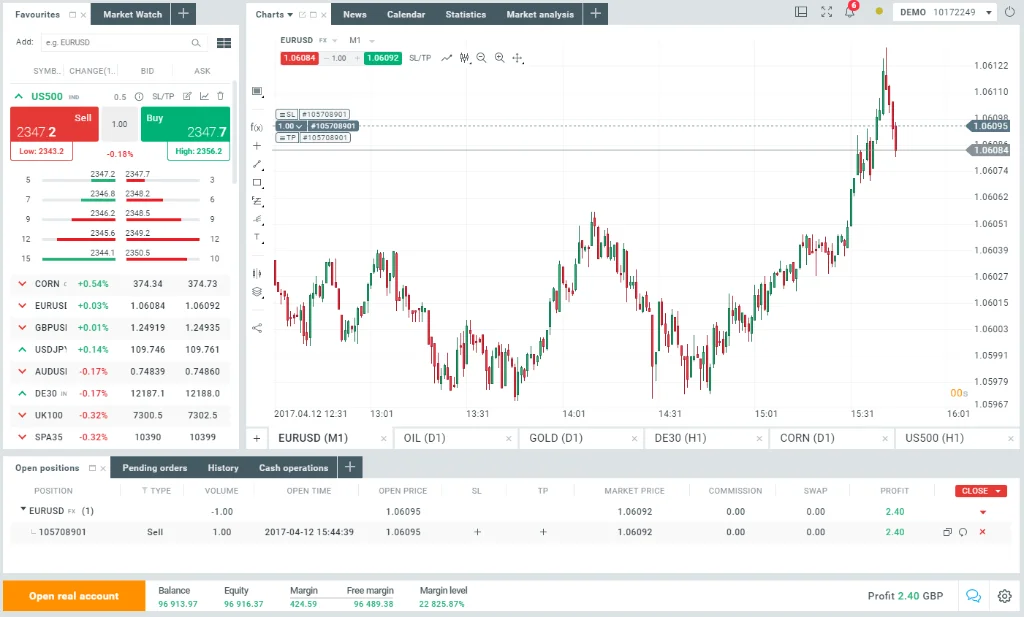 Favourites Market Watch +
Add: e.g. EURUSD
SYMB... CHANGE(1.. BID ASK
US500 IND 0.5 SL/TP
Sell 2347.2 1.00 Buy 2347.7
Low: 2343.2 -0.18% High: 2356.2
5 2347.2 2347.7 3
7 2346.8 2348.2 6
9 2346.2 2348.5 9
12 2345.6 2349.2 12
15 2344.1 2350.5 10
CORN +0.54% 374.34 374.73
EURUSD +0.03% 1.06084 1.06092
GBPUSD +0.01% 1.24919 1.24935
USDJPY +0.14% 109.746 109.761
AUDUSD -0.17% 0.74839 0.74860
DE30 IN -0.17% 12187.1 12188.0
UK100 -0.32% 7300.5 7302.5
SPA35 -0.32% 10390 10399
Charts News Calendar Statistics Market analysis +
6 DEMO 10172249
EURUSD FX M1
1.06084 – 1.00 + 1.06092 SL/TP
f(x)
T
SL #105708901
1.00 #105708901
TP #105708901
1.06122
1.06110
1.06098
1.06095
1.06084
1.06074
1.06062
1.06051
1.06039
1.06027
1.06015
1.06003
1.05991
1.05979
1.05967
00s
2017.04.12 12:31 13:01 13:31 14:01 14:31 15:01 15:31 16:01
+ EURUSD (M1) OIL (D1) GOLD (D1) DE30 (H1) CORN (D1) US500 (H1)
Open positions Pending orders History Cash operations +
POSITION TYPE VOLUME OPEN TIME OPEN PRICE SL TP MARKET PRICE COMMISSION SWAP PROFIT CLOSE
EURUSD FX (1) -1.00 1.06095 1.06092 0.00 0.00 2.40
105708901 Sell 1.00 2017-04-12 15:44:39 1.06095 + + 1.06092 0.00 0.00 2.40
Open real account
Balance Equity Margin Free margin Margin level
96 913.97 96 916.37 424.59 96 489.38 22 825.87%
Profit 2.40 GBP